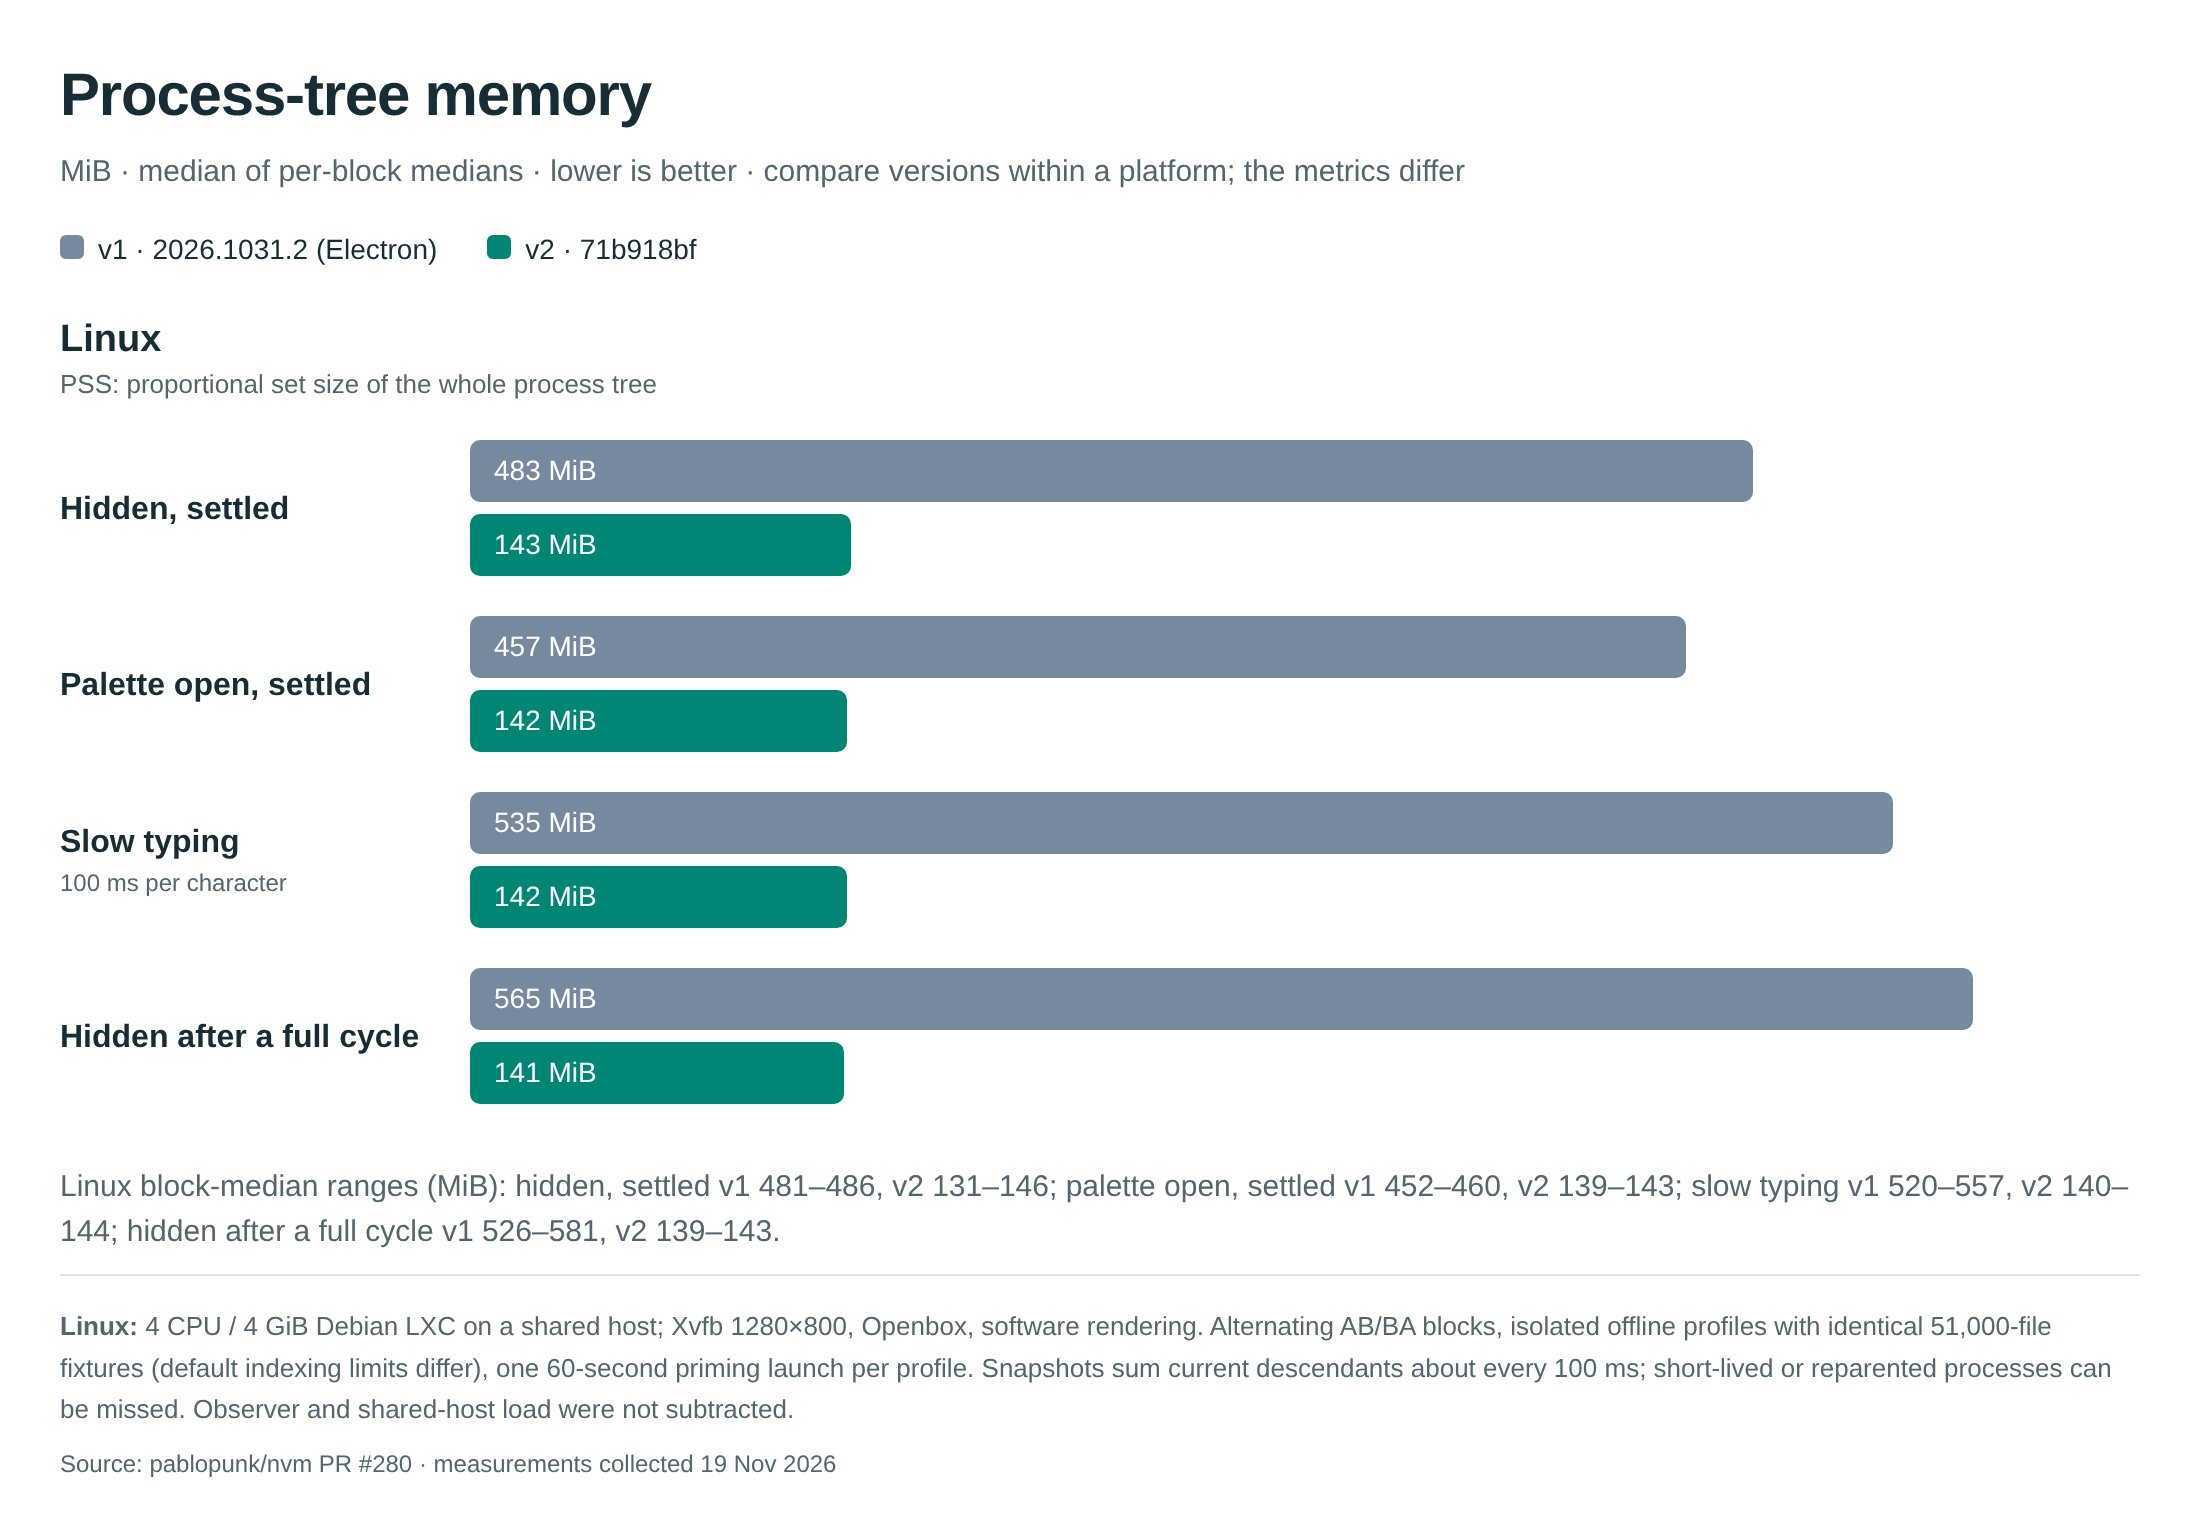 Process-tree memory
MiB · median of per-block medians · lower is better · compare versions within a platform; the metrics differ
v1 · 2026.1031.2 (Electron)
v2 · 71b918bf
Linux
PSS: proportional set size of the whole process tree
Hidden, settled
483 MiB
143 MiB
Palette open, settled
457 MiB
142 MiB
Slow typing
100 ms per character
535 MiB
142 MiB
Hidden after a full cycle
565 MiB
141 MiB
Linux block-median ranges (MiB): hidden, settled v1 481–486, v2 131–146; palette open, settled v1 452–460, v2 139–143; slow typing v1 520–557, v2 140–
144; hidden after a full cycle v1 526–581, v2 139–143.
Linux: 4 CPU / 4 GiB Debian LXC on a shared host; Xvfb 1280×800, Openbox, software rendering. Alternating AB/BA blocks, isolated offline profiles with identical 51,000-file
fixtures (default indexing limits differ), one 60-second priming launch per profile. Snapshots sum current descendants about every 100 ms; short-lived or reparented processes can
be missed. Observer and shared-host load were not subtracted.
Source: pablopunk/nvm PR #280 · measurements collected 19 Nov 2026